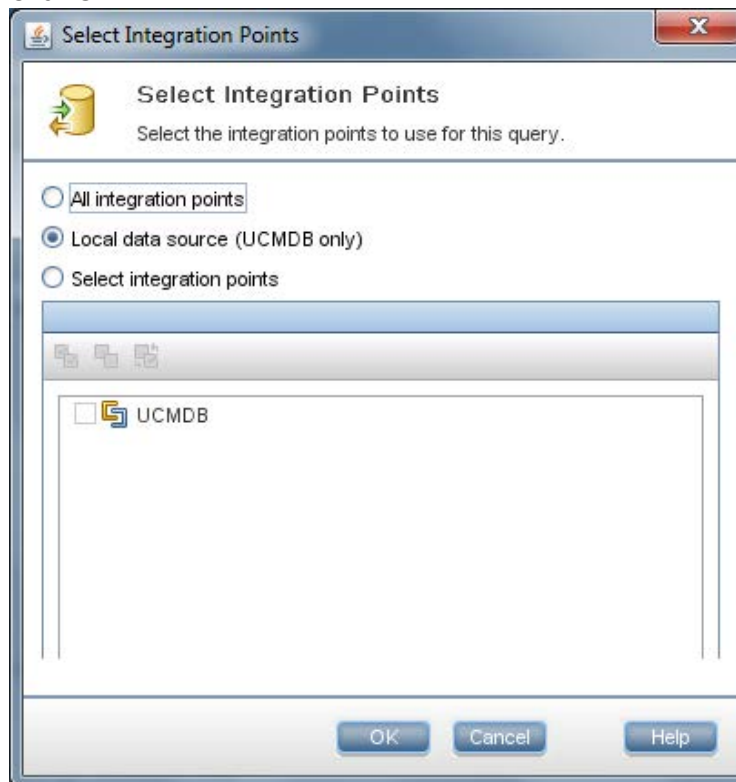 Select Integration Points
Select Integration Points
Select the integration points to use for this query.
All integration points
Local data source (UCMDB only)
Select integration points
UCMDB
OK Cancel Help